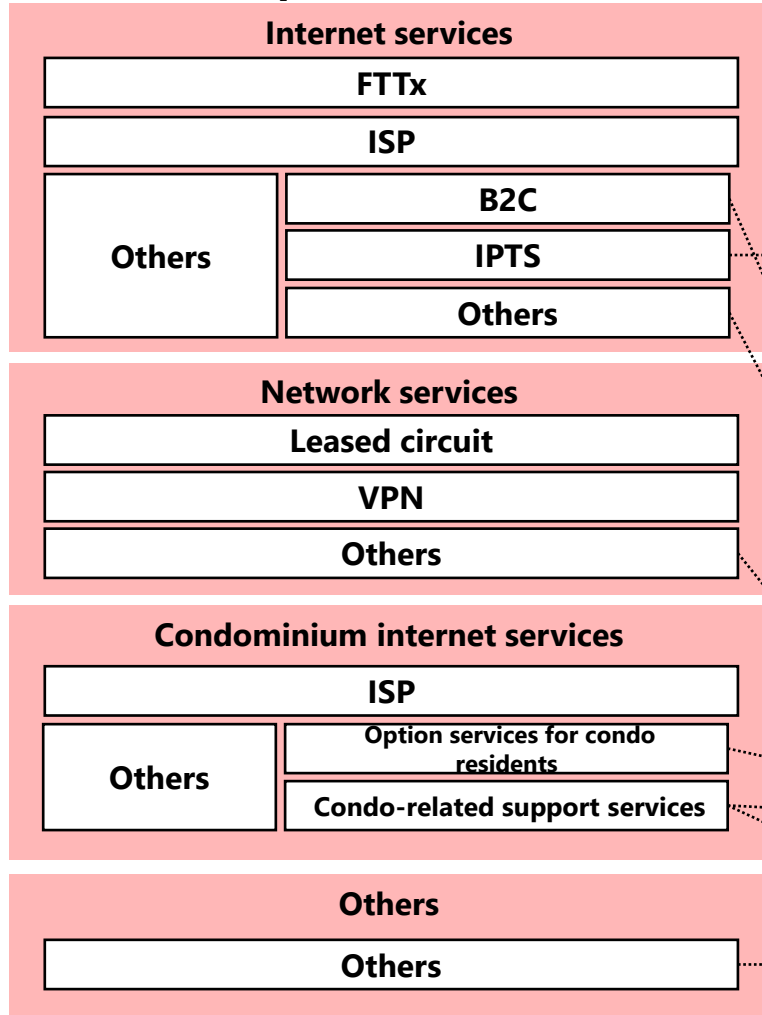 Internet services
FTTx
ISP
Others
B2C
IPTS
Others
Network services
Leased circuit
VPN
Others
Condominium internet services
ISP
Others
Option services for condo
residents
Condo-related support services
Others
Others